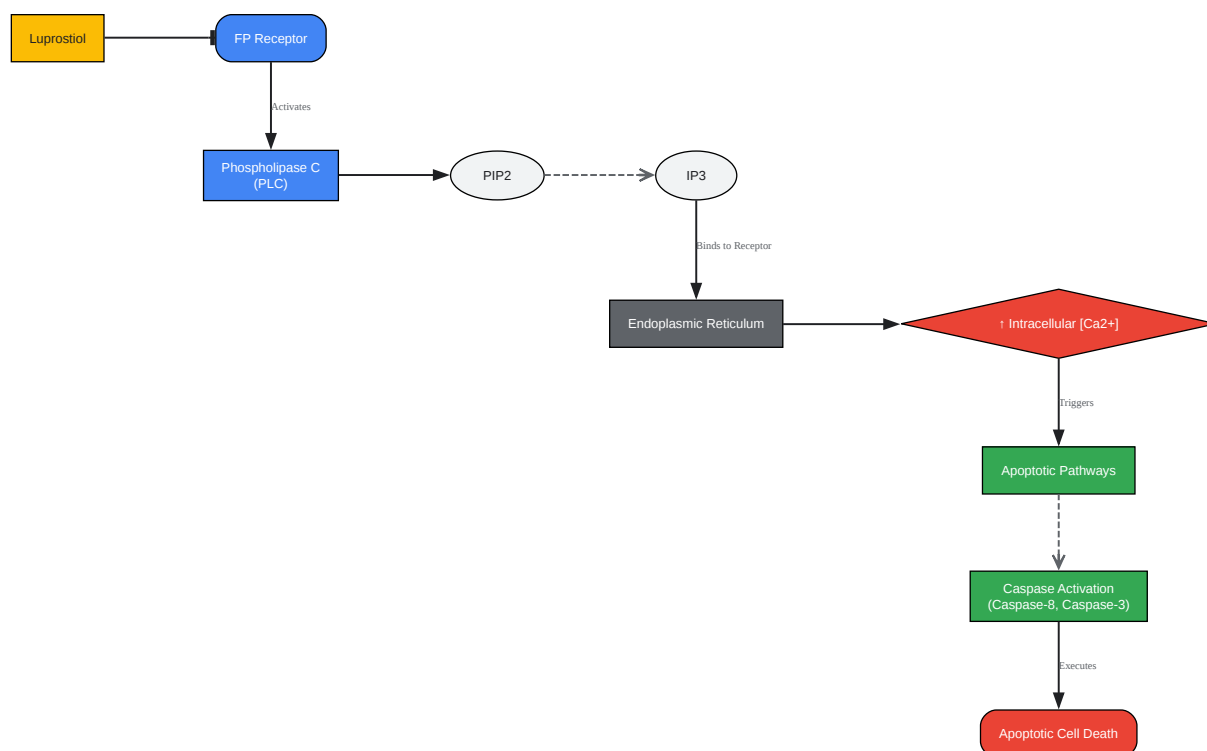 Luprostiol
FP Receptor
Activates
Phospholipase C
(PLC)
PIP2
IP3
Binds to Receptor
Endoplasmic Reticulum
↑ Intracellular [Ca2+]
Triggers
Apoptotic Pathways
Caspase Activation
(Caspase-8, Caspase-3)
Executes
Apoptotic Cell Death